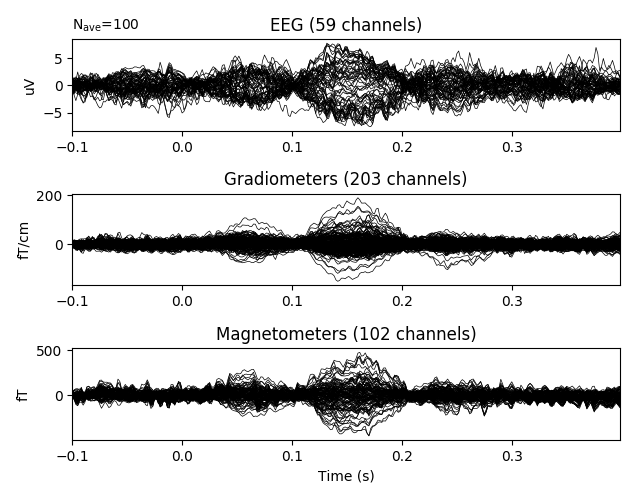 N_ave=100
EEG (59 channels)
5
0
−5
uV
−0.1 0.0 0.1 0.2 0.3
Gradiometers (203 channels)
200
0
fT/cm
−0.1 0.0 0.1 0.2 0.3
Magnetometers (102 channels)
500
0
fT
−0.1 0.0 0.1 0.2 0.3
Time (s)